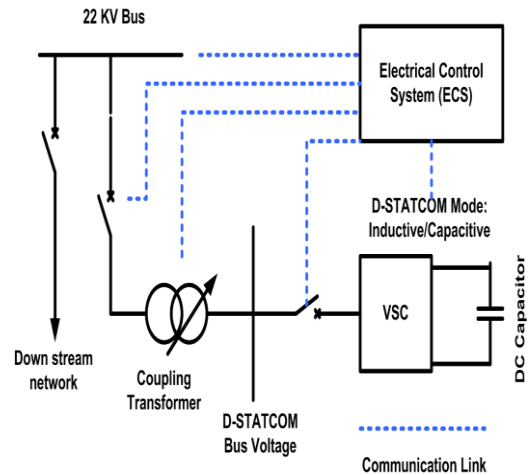 22 KV Bus
Electrical Control
System (ECS)
D-STATCOM Mode:
Inductive/Capacitive
VSC
DC Capacitor
Down stream
network
Coupling
Transformer
D-STATCOM
Bus Voltage
Communication Link